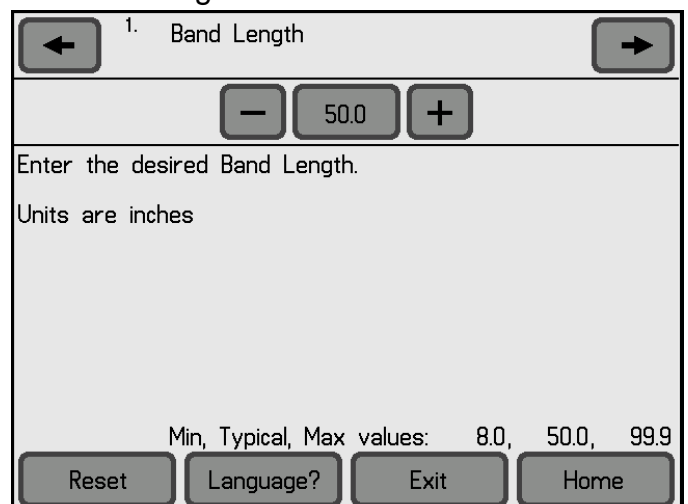 1. Band Length
50.0
Enter the desired Band Length.
Units are inches
Min, Typical, Max values: 8.0, 50.0, 99.9
Reset Language? Exit Home